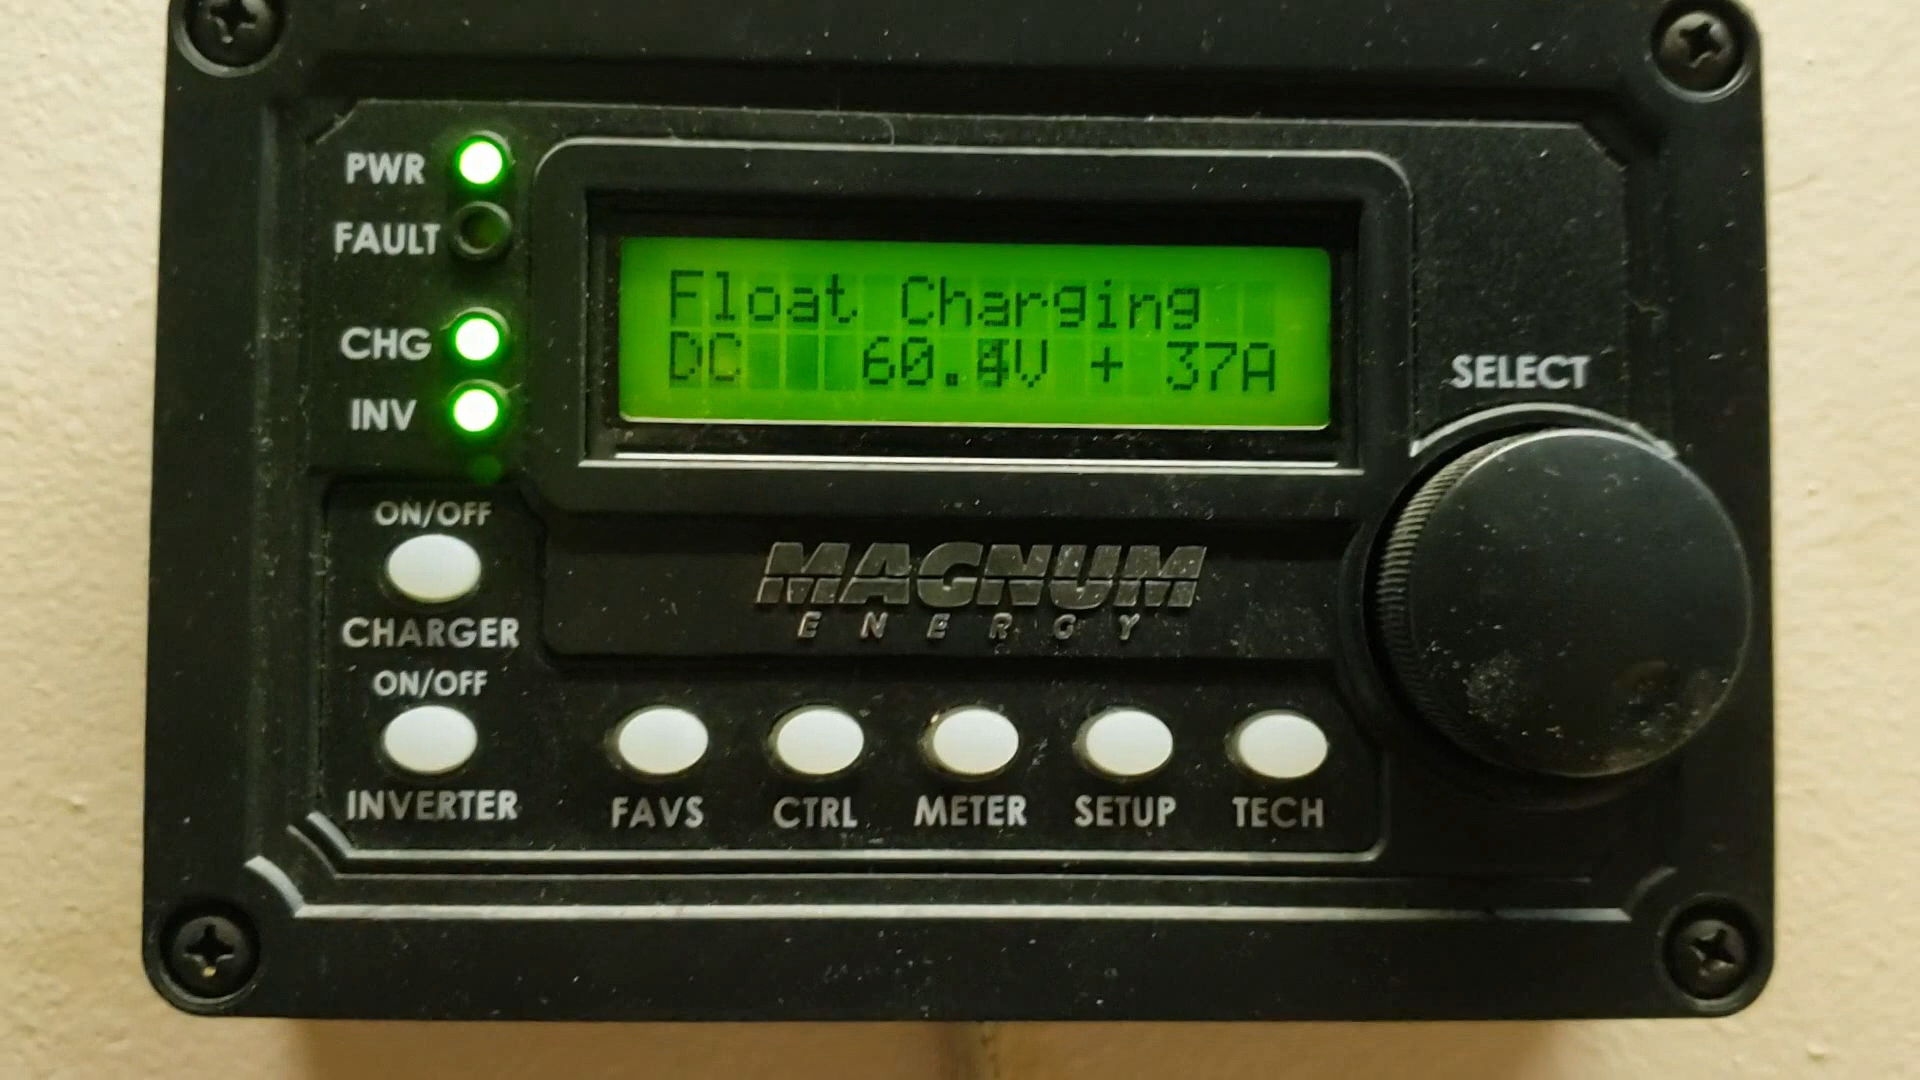 PWR
FAULT
CHG
INV
Float Charging
DC + 37A
SELECT
ON/OFF
CHARGER
MAGNUM
ENERGY
ON/OFF
INVERTER
FAVS
CTRL
METER
SETUP
TECH